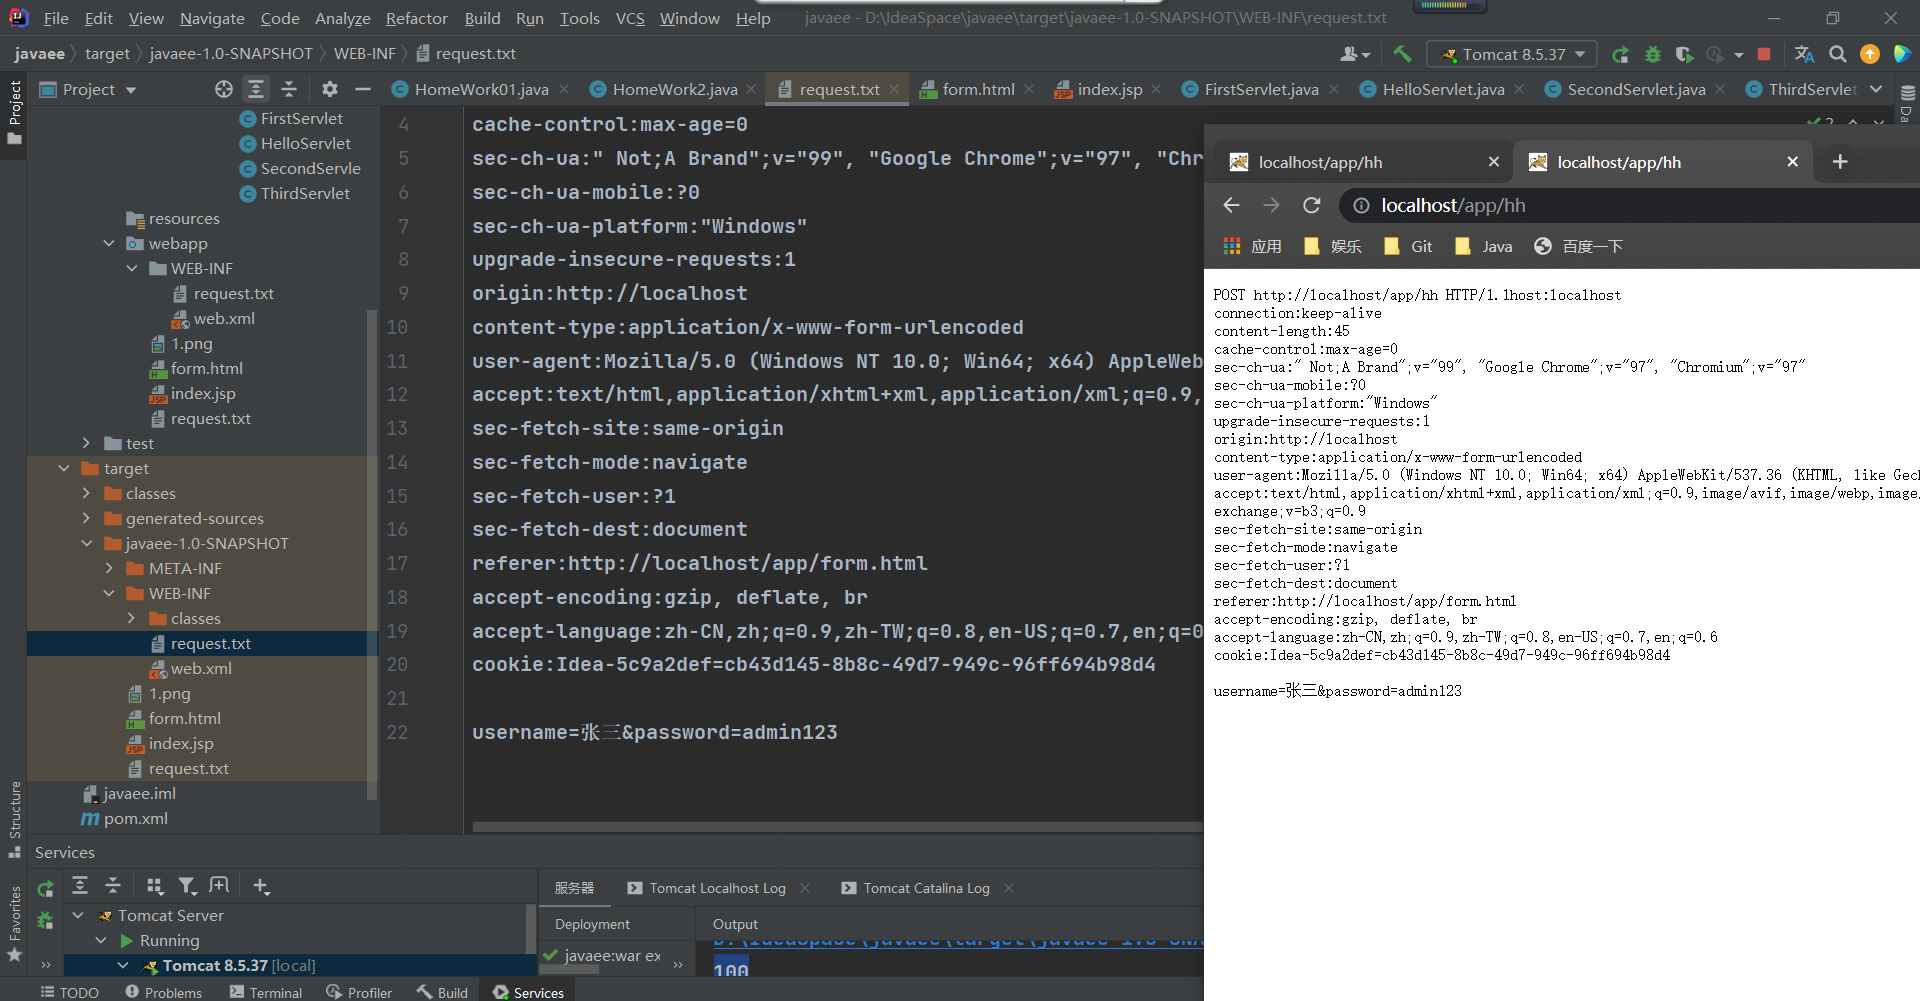 File Edit View Navigate Code Analyze Refactor Build Run Tools VCS Window Help javaee - D:\IdeaSpace\javaee\target\javaee-1.0-SNAPSHOT\WEB-INF\request.txt
javaee target javaee-1.0-SNAPSHOT WEB-INF request.txt Tomcat 8.5.37
Project Project HomeWork01.java HomeWork2.java request.txt form.html index.jsp FirstServlet.java HelloServlet.java SecondServlet.java ThirdServlet
FirstServlet
HelloServlet
SecondServle
ThirdServlet
resources
webapp
WEB-INF
request.txt
web.xml
1.png
form.html
index.jsp
request.txt
test
target
classes
generated-sources
javaee-1.0-SNAPSHOT
META-INF
WEB-INF
classes
request.txt
web.xml
1.png
form.html
index.jsp
request.txt
javaee.iml
pom.xml
4 cache-control:max-age=0
5 sec-ch-ua:" Not;A Brand";v="99", "Google Chrome";v="97", "Chr
6 sec-ch-ua-mobile:?0
7 sec-ch-ua-platform:"Windows"
8 upgrade-insecure-requests:1
9 origin:http://localhost
10 content-type:application/x-www-form-urlencoded
11 user-agent:Mozilla/5.0 (Windows NT 10.0; Win64; x64) AppleWeb
12 accept:text/html,application/xhtml+xml,application/xml;q=0.9,
13 sec-fetch-site:same-origin
14 sec-fetch-mode:navigate
15 sec-fetch-user:?1
16 sec-fetch-dest:document
17 referer:http://localhost/app/form.html
18 accept-encoding:gzip, deflate, br
19 accept-language:zh-CN,zh;q=0.9,zh-TW;q=0.8,en-US;q=0.7,en;q=0
20 cookie:Idea-5c9a2def=cb43d145-8b8c-49d7-949c-96ff694b98d4
21
22 username=张三&password=admin123
2
Da
localhost/app/hh localhost/app/hh
localhost/app/hh
应用 娱乐 Git Java 百度一下
POST http://localhost/app/hh HTTP/1.1host:localhost
connection:keep-alive
content-length:45
cache-control:max-age=0
sec-ch-ua:" Not;A Brand";v="99", "Google Chrome";v="97", "Chromium";v="97"
sec-ch-ua-mobile:?0
sec-ch-ua-platform:"Windows"
upgrade-insecure-requests:1
origin:http://localhost
content-type:application/x-www-form-urlencoded
user-agent:Mozilla/5.0 (Windows NT 10.0; Win64; x64) AppleWebKit/537.36 (KHTML, like Gec
accept:text/html,application/xhtml+xml,application/xml;q=0.9,image/avif,image/webp,image,
exchange;v=b3;q=0.9
sec-fetch-site:same-origin
sec-fetch-mode:navigate
sec-fetch-user:?1
sec-fetch-dest:document
referer:http://localhost/app/form.html
accept-encoding:gzip, deflate, br
accept-language:zh-CN,zh;q=0.9,zh-TW;q=0.8,en-US;q=0.7,en;q=0.6
cookie:Idea-5c9a2def=cb43d145-8b8c-49d7-949c-96ff694b98d4
username=张三&password=admin123
Structure
Favorites
Services
服务器 Tomcat Localhost Log Tomcat Catalina Log
Tomcat Server
Running
Tomcat 8.5.37 [local]
Deployment Output
javaee:war ex
D:\IdeaSpace\javaee\target\javaee-1.0-SNA
100
TODO Problems Terminal Profiler Build Services